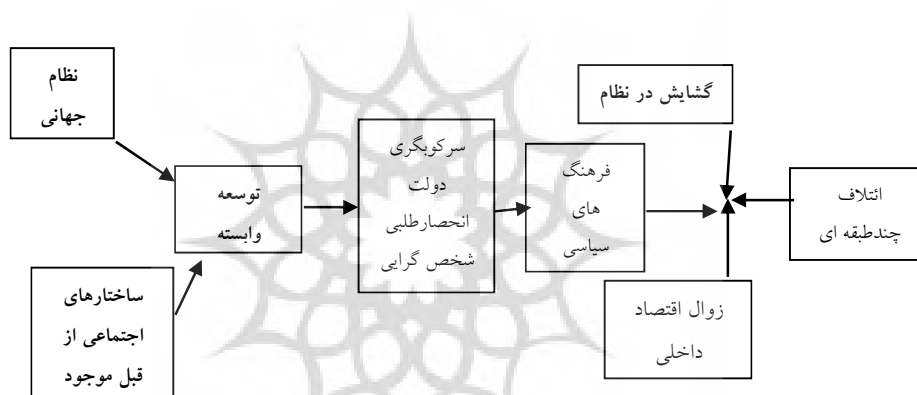 نظام
جهانی
ساختارهای
اجتماعی از
قبل موجود
توسعه
وابسته
سرکوبگری
دولت
انحصارطلبی
شخص گرایی
فرهنگ
های
سیاسی
گشایش در نظام
زوال اقتصاد
داخلی
ائتلاف
چندطبقه ای